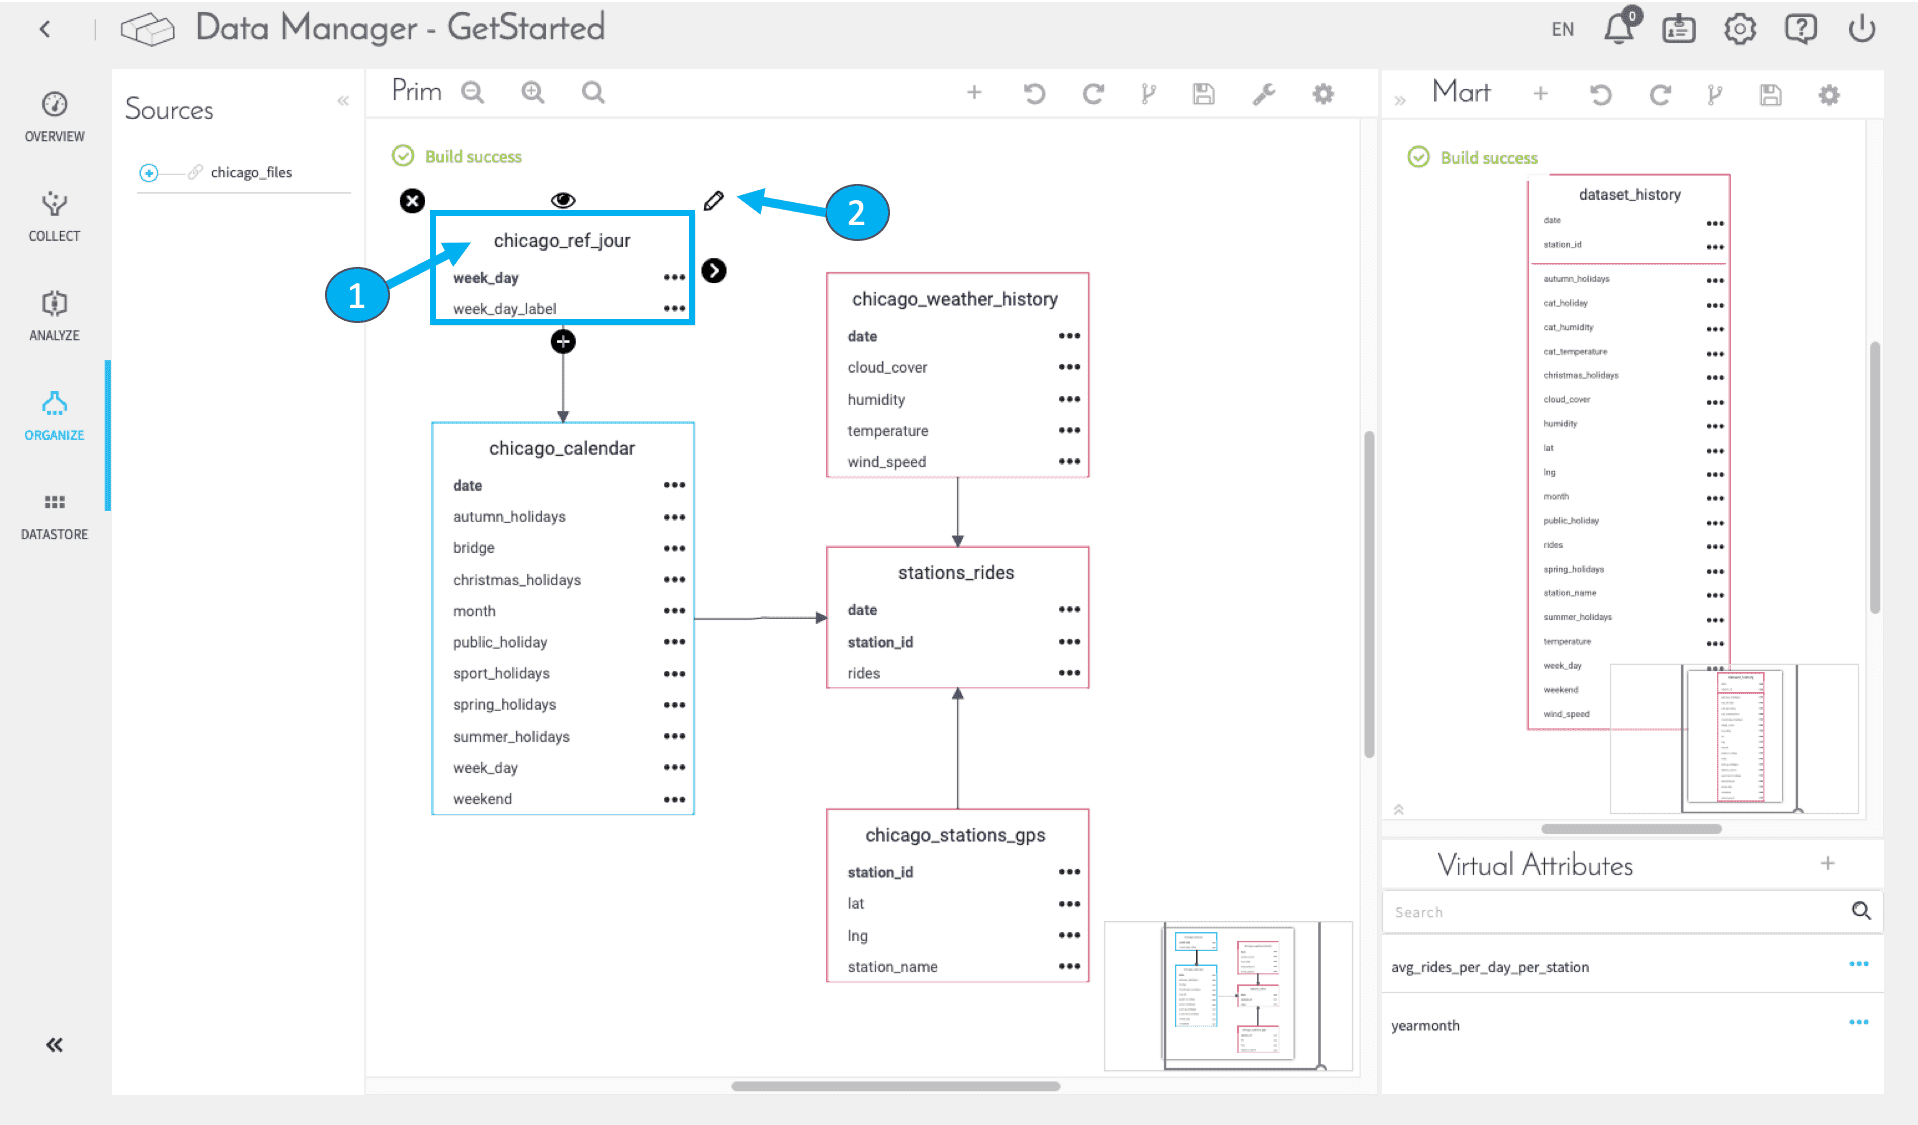 Data Manager - GetStarted
EN
0
OVERVIEW
COLLECT
ANALYZE
ORGANIZE
DATASTORE
Sources
chicago_files
Prim
Build success
1
2
chicago_ref_jour
week_day
week_day_label
chicago_calendar
date
autumn_holidays
bridge
christmas_holidays
month
public_holiday
sport_holidays
spring_holidays
summer_holidays
week_day
weekend
chicago_weather_history
date
cloud_cover
humidity
temperature
wind_speed
stations_rides
date
station_id
rides
chicago_stations_gps
station_id
lat
lng
station_name
Mart
Build success
dataset_history
date
station_id
autumn_holidays
cat_holiday
cat_humidity
cat_temperature
christmas_holidays
cloud_cover
humidity
lat
lng
month
public_holiday
rides
spring_holidays
station_name
summer_holidays
temperature
week_day
weekend
wind_speed
Virtual Attributes
Search
avg_rides_per_day_per_station
yearmonth